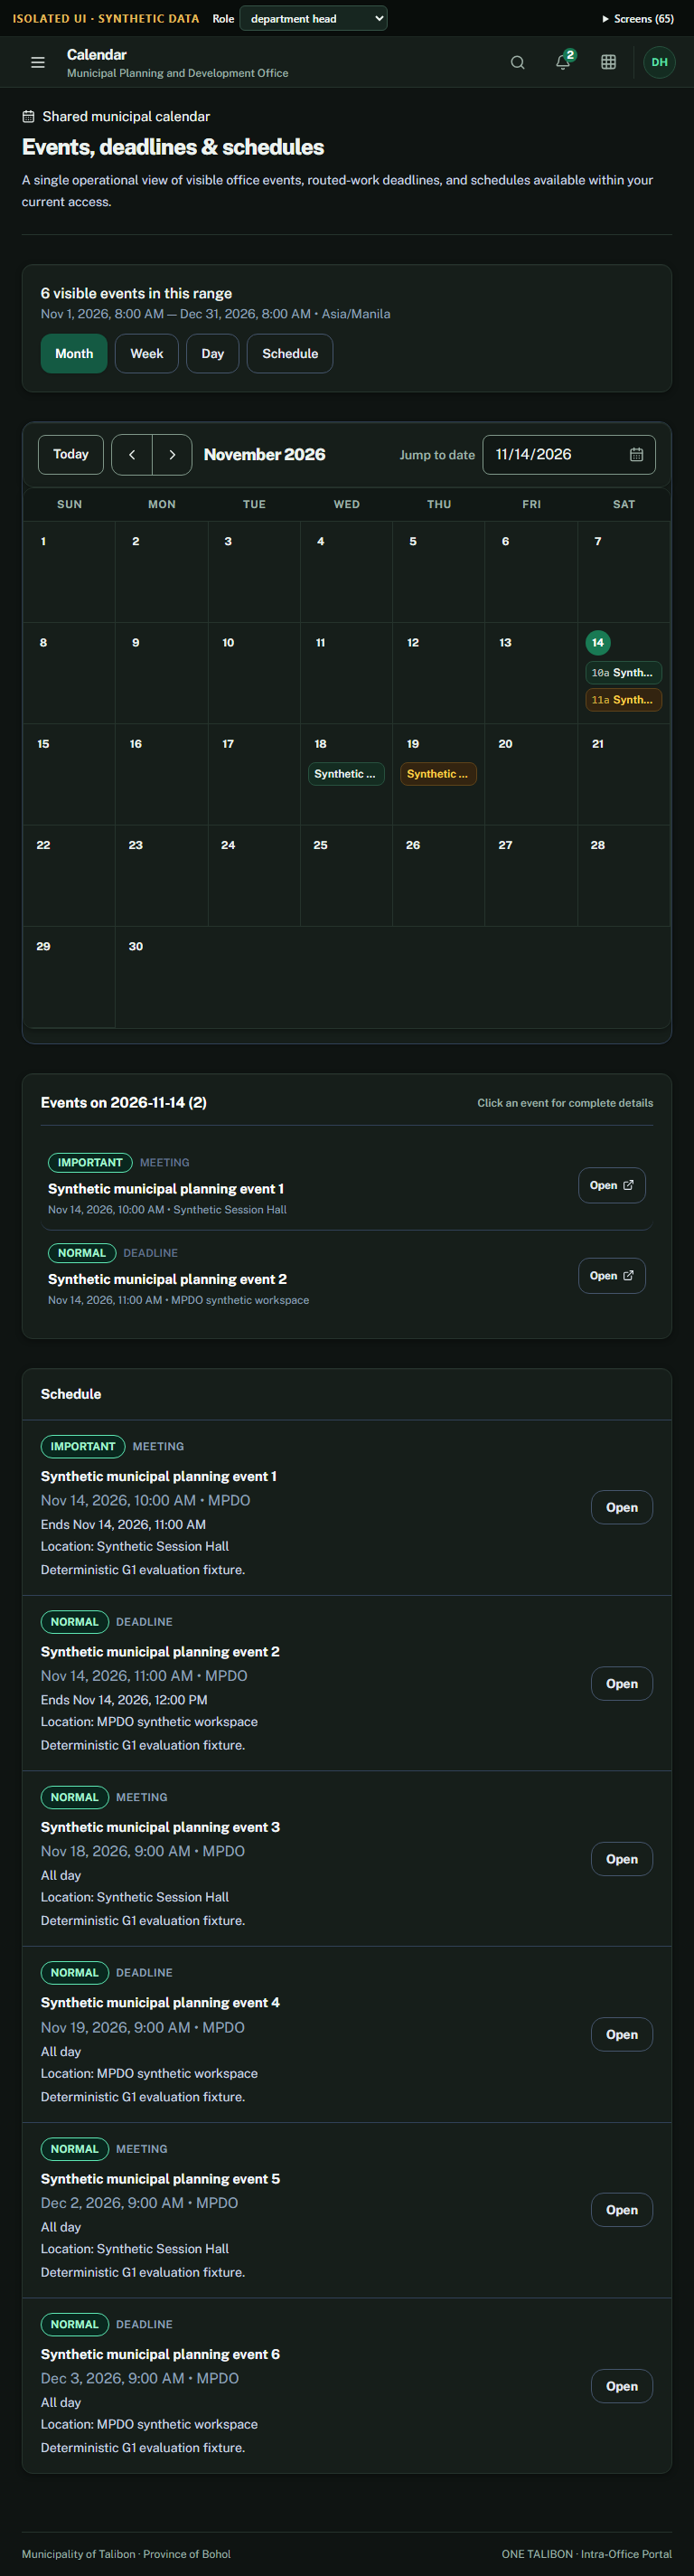 ISOLATED UI · SYNTHETIC DATA Role department head ▶ Screens (65)
Calendar
Municipal Planning and Development Office
2
DH
Shared municipal calendar
Events, deadlines & schedules
A single operational view of visible office events, routed-work deadlines, and schedules available within your
current access.
6 visible events in this range
Nov 1, 2026, 8:00 AM — Dec 31, 2026, 8:00 AM • Asia/Manila
Month Week Day Schedule
Today November 2026 Jump to date 11/14/2026
SUN MON TUE WED THU FRI SAT
1 2 3 4 5 6 7
8 9 10 11 12 13 14
10a Synth...
11a Synth...
15 16 17 18 19 20 21
Synthetic ... Synthetic ...
22 23 24 25 26 27 28
29 30
Events on 2026-11-14 (2) Click an event for complete details
IMPORTANT MEETING
Synthetic municipal planning event 1
Nov 14, 2026, 10:00 AM • Synthetic Session Hall
Open
NORMAL DEADLINE
Synthetic municipal planning event 2
Nov 14, 2026, 11:00 AM • MPDO synthetic workspace
Open
Schedule
IMPORTANT MEETING
Synthetic municipal planning event 1
Nov 14, 2026, 10:00 AM • MPDO
Ends Nov 14, 2026, 11:00 AM
Location: Synthetic Session Hall
Deterministic G1 evaluation fixture.
Open
NORMAL DEADLINE
Synthetic municipal planning event 2
Nov 14, 2026, 11:00 AM • MPDO
Ends Nov 14, 2026, 12:00 PM
Location: MPDO synthetic workspace
Deterministic G1 evaluation fixture.
Open
NORMAL MEETING
Synthetic municipal planning event 3
Nov 18, 2026, 9:00 AM • MPDO
All day
Location: Synthetic Session Hall
Deterministic G1 evaluation fixture.
Open
NORMAL DEADLINE
Synthetic municipal planning event 4
Nov 19, 2026, 9:00 AM • MPDO
All day
Location: MPDO synthetic workspace
Deterministic G1 evaluation fixture.
Open
NORMAL MEETING
Synthetic municipal planning event 5
Dec 2, 2026, 9:00 AM • MPDO
All day
Location: Synthetic Session Hall
Deterministic G1 evaluation fixture.
Open
NORMAL DEADLINE
Synthetic municipal planning event 6
Dec 3, 2026, 9:00 AM • MPDO
All day
Location: MPDO synthetic workspace
Deterministic G1 evaluation fixture.
Open
Municipality of Talibon · Province of Bohol ONE TALIBON · Intra-Office Portal